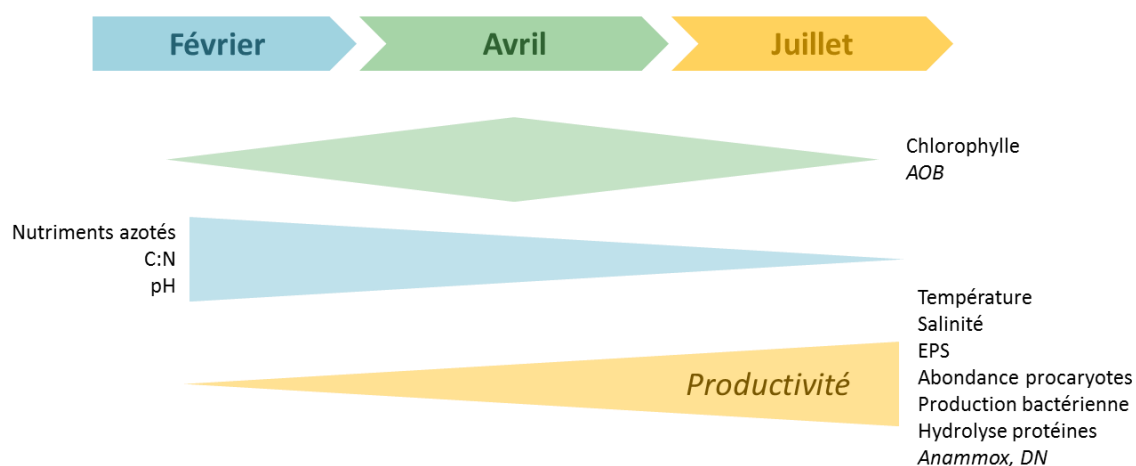 Février
Avril
Juillet
Chlorophylle
AOB
Nutriments azotés
C:N
pH
Température
Salinité
EPS
Abondance procaryotes
Production bactérienne
Hydrolyse protéines
Anammox, DN
Productivité